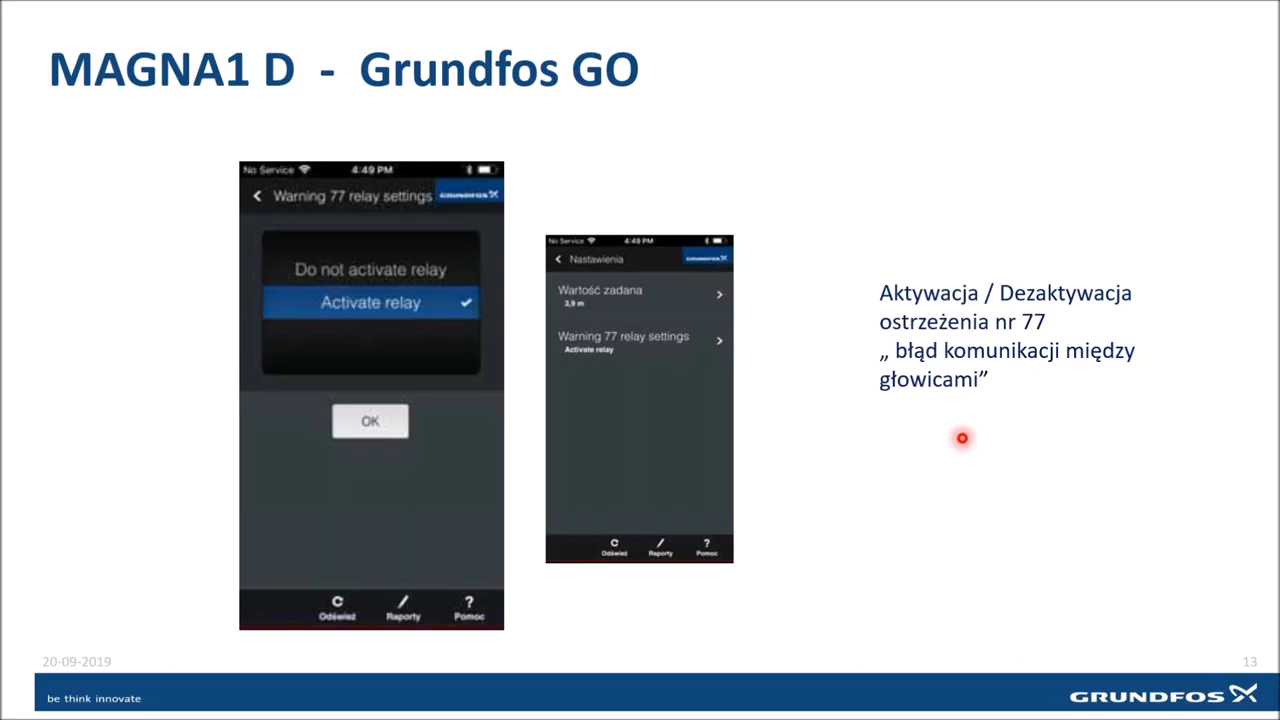 MAGNA1 D - Grundfos GO
No Service 4:49 PM
Warning 77 relay settings GRUNDFOS
Do not activate relay
Activate relay
OK
Odśwież Raporty Pomoc
No Service 4:49 PM
Nastawienia GRUNDFOS
Wartość zadana
3,9 m
Warning 77 relay settings
Activate relay
Odśwież Raporty Pomoc
Aktywacja / Dezaktywacja
ostrzeżenia nr 77
„ błąd komunikacji między
głowicami”
20-09-2019
13
be think innovate
GRUNDFOS